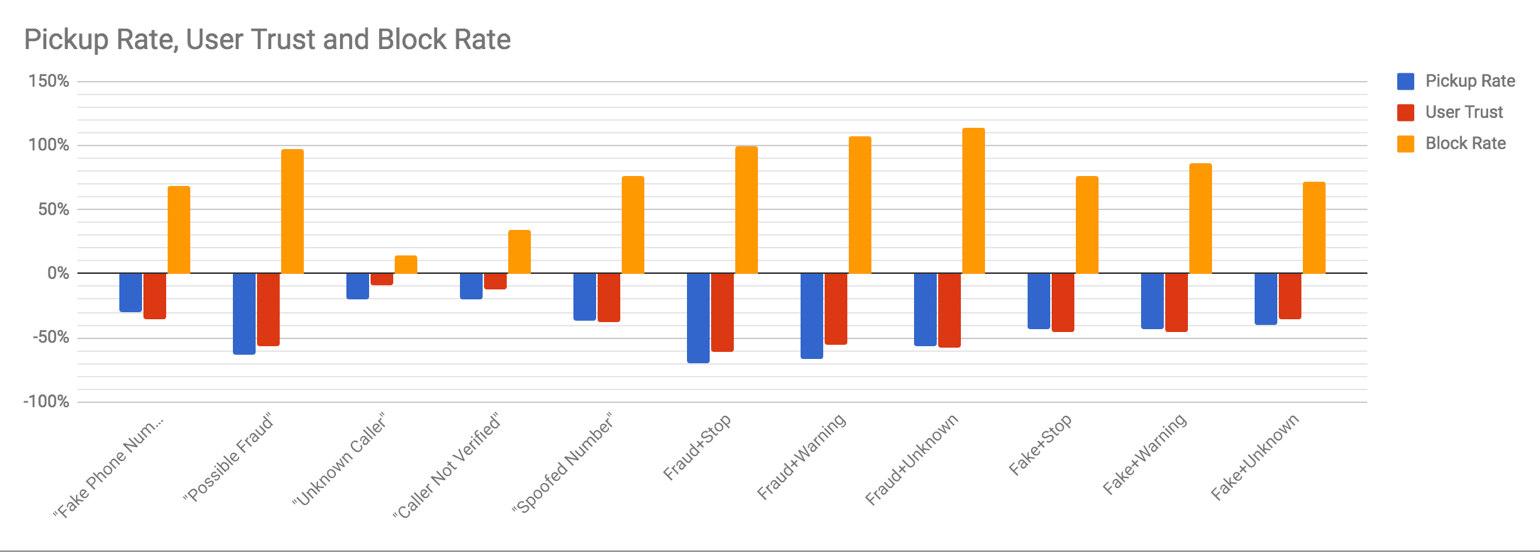 Pickup Rate, User Trust and Block Rate
150%
100%
50%
0%
-50%
-100%
Pickup Rate
User Trust
Block Rate
"Fake Phone Num...
"Possible Fraud"
"Unknown Caller"
"Caller Not Verified"
"Spoofed Number"
Fraud+Stop
Fraud+Warning
Fraud+Unknown
Fake+Stop
Fake+Warning
Fake+Unknown